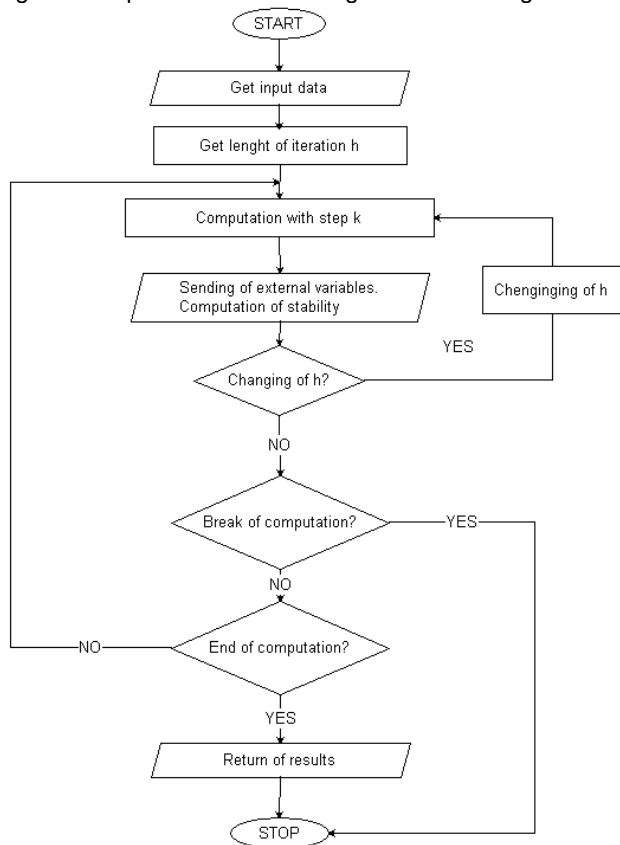 START
Get input data
Get lenght of iteration h
Computation with step k
Sending of external variables.
Computation of stability
Chenginging of h
YES
Changing of h?
NO
Break of computation?
YES
NO
End of computation?
NO
YES
Return of results
STOP